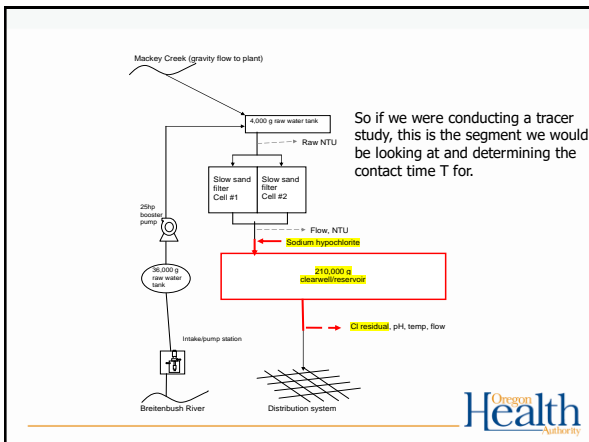 Mackey Creek (gravity flow to plant)
4,000 g raw water tank
Raw NTU
So if we were conducting a tracer
study, this is the segment we would
be looking at and determining the
contact time T for.
Slow sand
filter
Cell #1
Slow sand
filter
Cell #2
25hp
booster
pump
Flow, NTU
Sodium hypochlorite
36,000 g
raw water
tank
210,000 g
clearwell/reservoir
Cl residual, pH, temp, flow
Intake/pump station
Breitenbush River
Distribution system
Oregon
Health
Authority